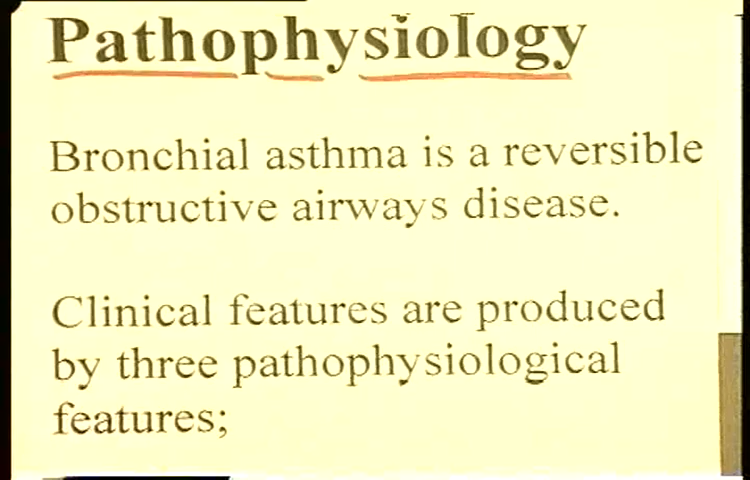 Pathophysiology
Bronchial asthma is a reversible
obstructive airways disease.
Clinical features are produced
by three pathophysiological
features;